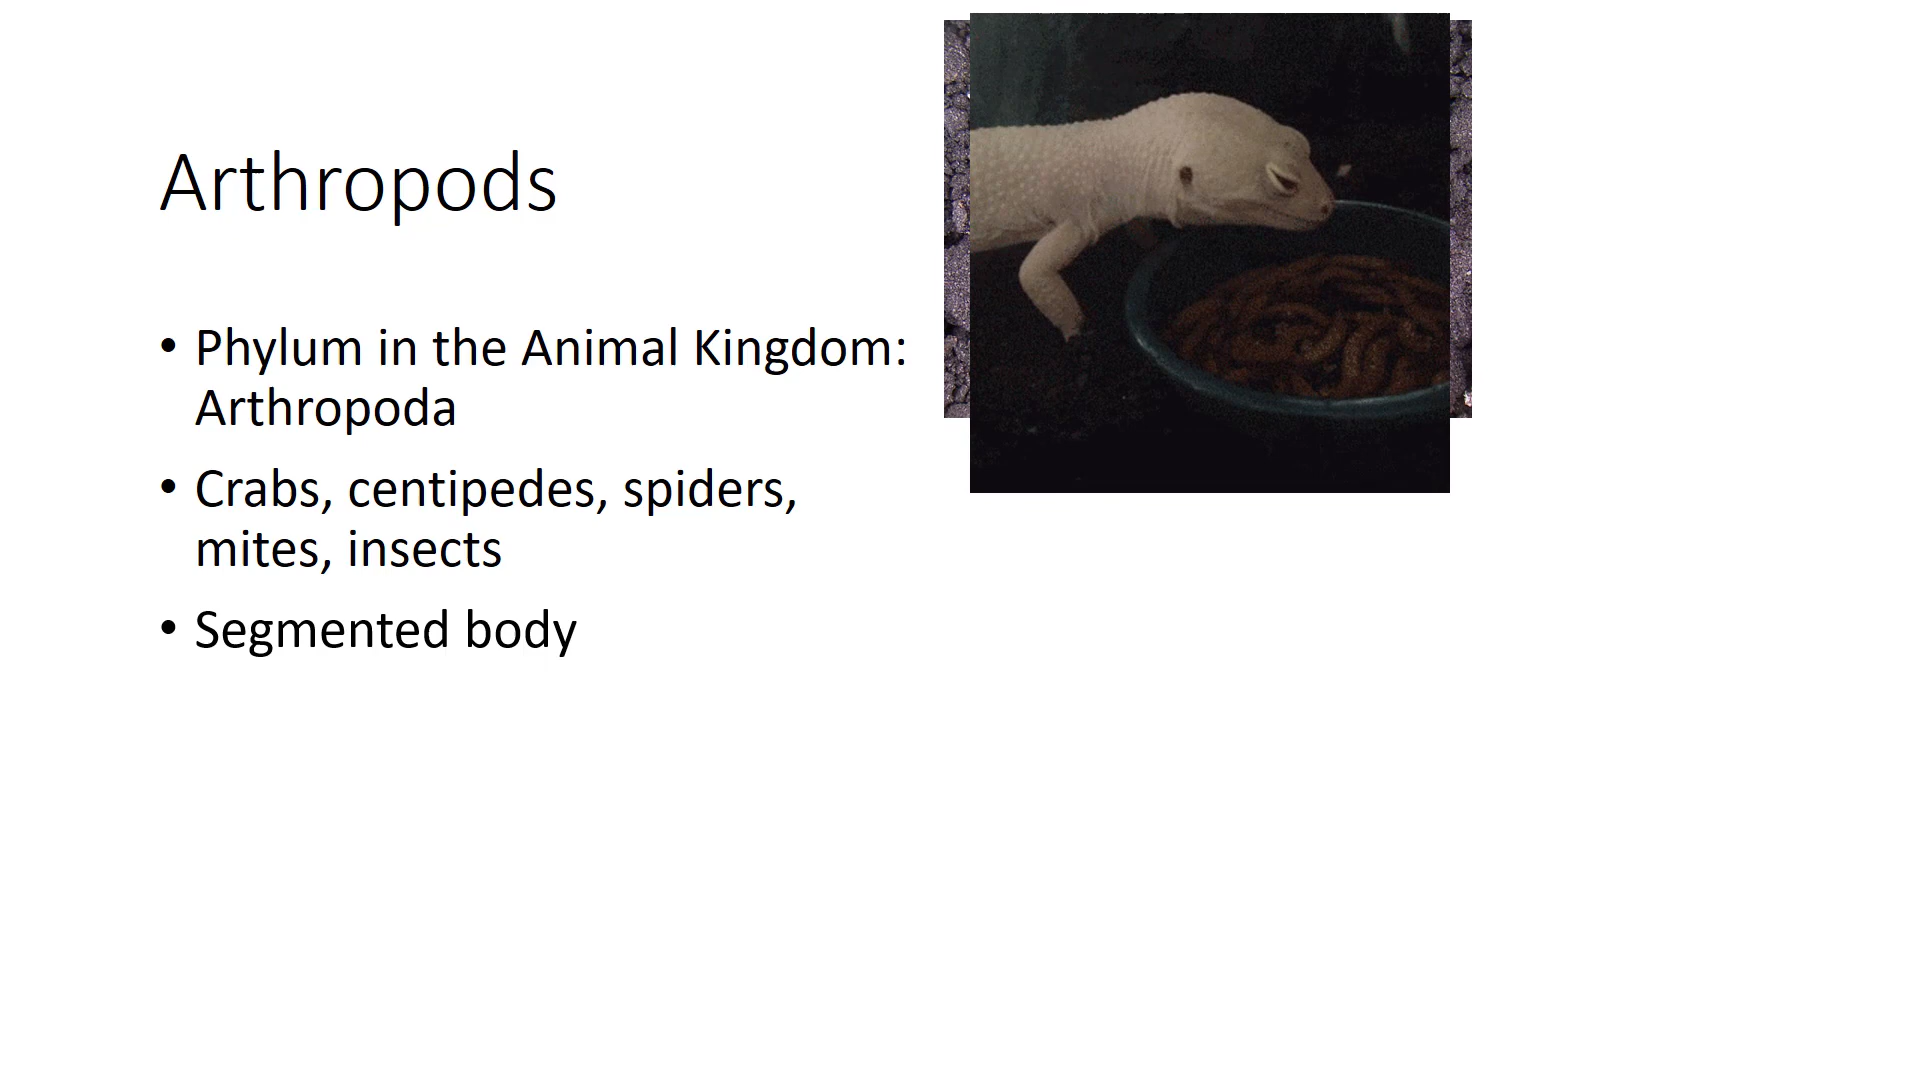 Arthropods
• Phylum in the Animal Kingdom:
Arthropoda
• Crabs, centipedes, spiders,
mites, insects
• Segmented body